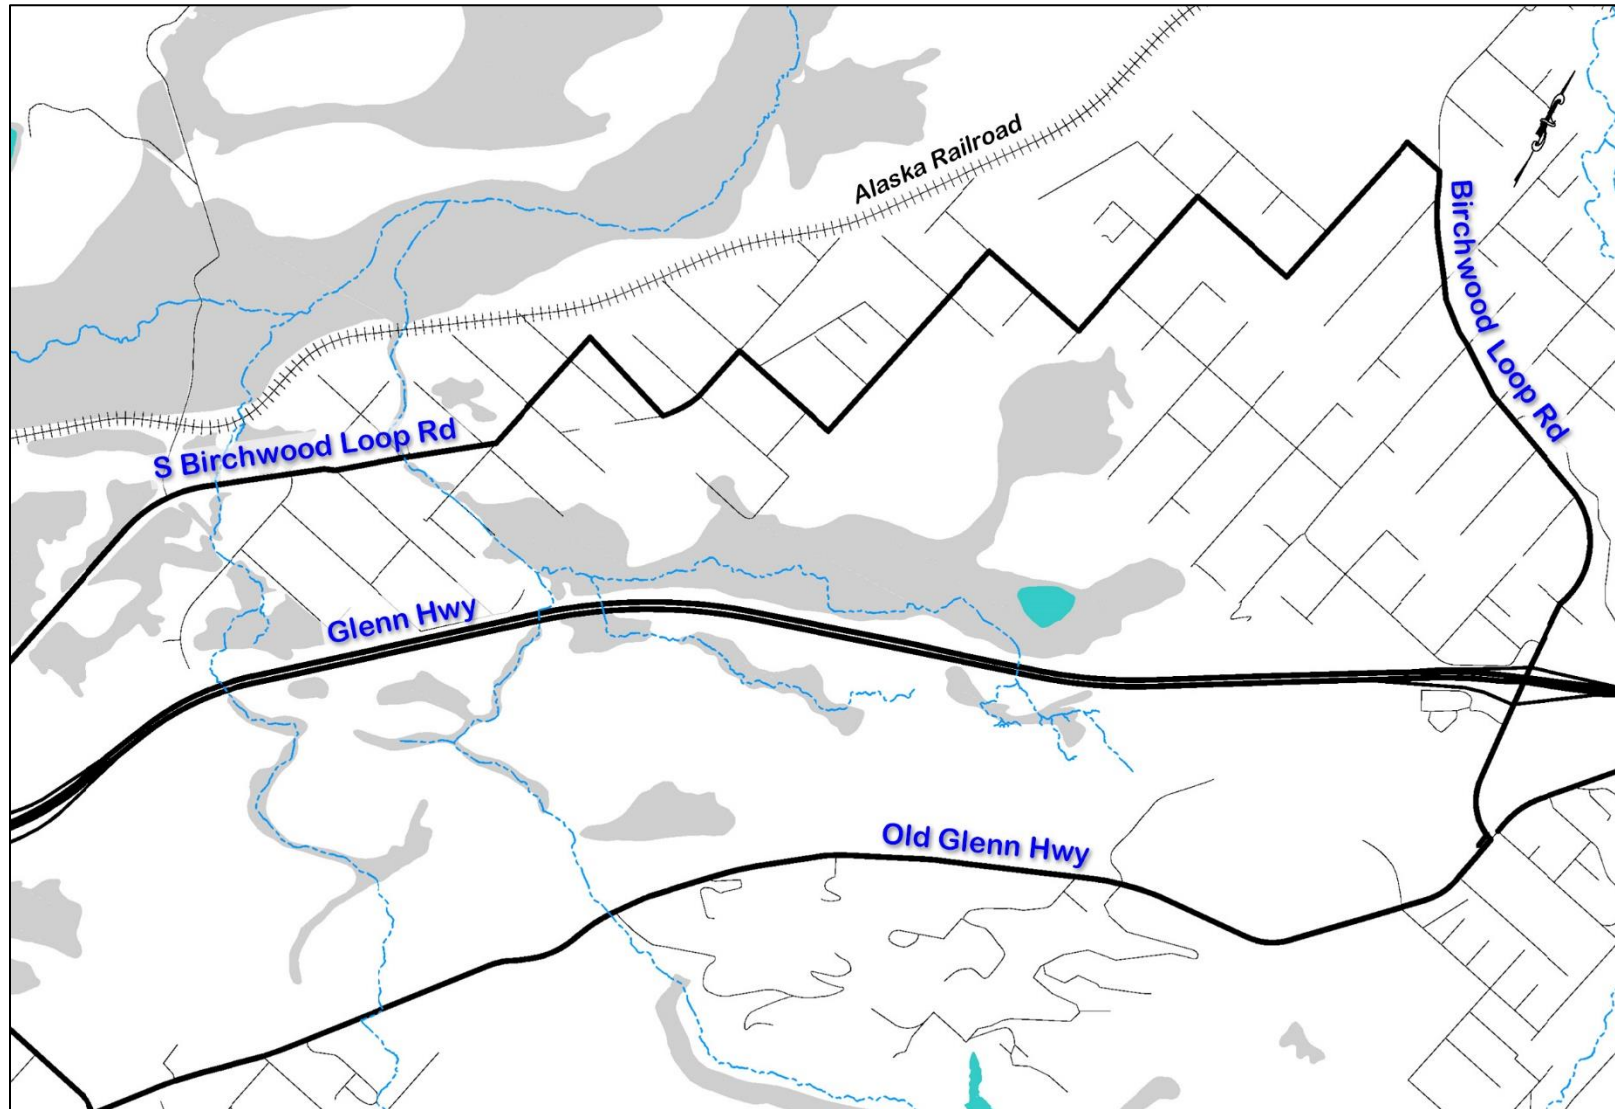 Alaska Railroad
Birchwood Loop Rd
S Birchwood Loop Rd
Glenn Hwy
Old Glenn Hwy